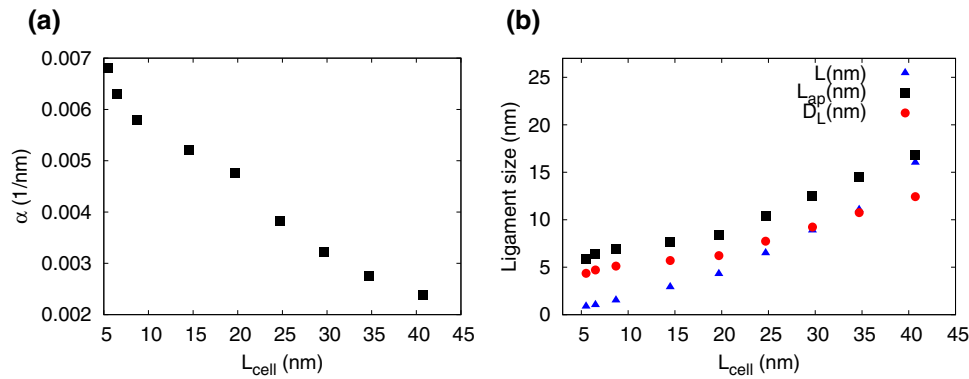 (a)
0.007
0.006
0.005
0.004
0.003
0.002
α (1/nm)
5 10 15 20 25 30 35 40 45
L_cell (nm)
(b)
L(nm)
L_ap(nm)
D_L(nm)
25
20
15
10
5
0
Ligament size (nm)
5 10 15 20 25 30 35 40 45
L_cell (nm)